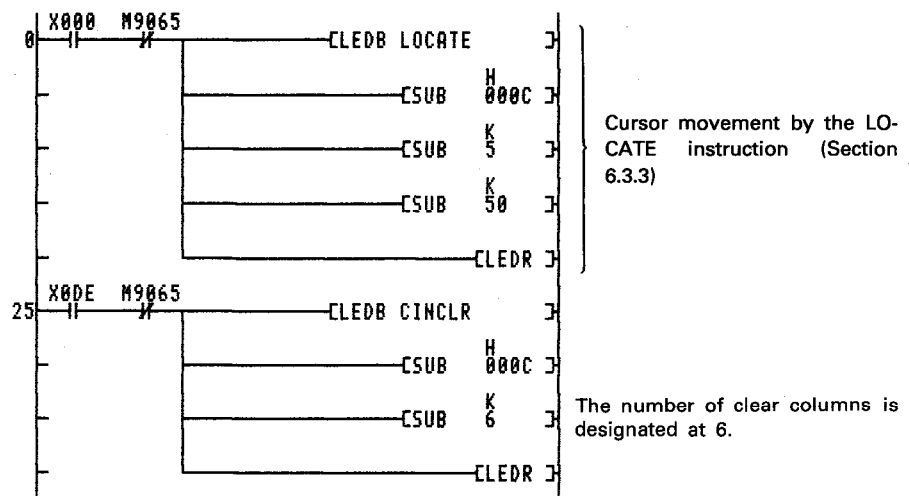 X000 M9065
0 [LEDB LOCATE ]
H
[SUB 000C ]
K
[SUB 5 ]
K
[SUB 50 ]
[LEDR ]
Cursor movement by the LO-
CATE instruction (Section
6.3.3)
X0DE M9065
25 [LEDB CINCLR ]
H
[SUB 000C ]
K
[SUB 6 ]
[LEDR ]
The number of clear columns is
designated at 6.